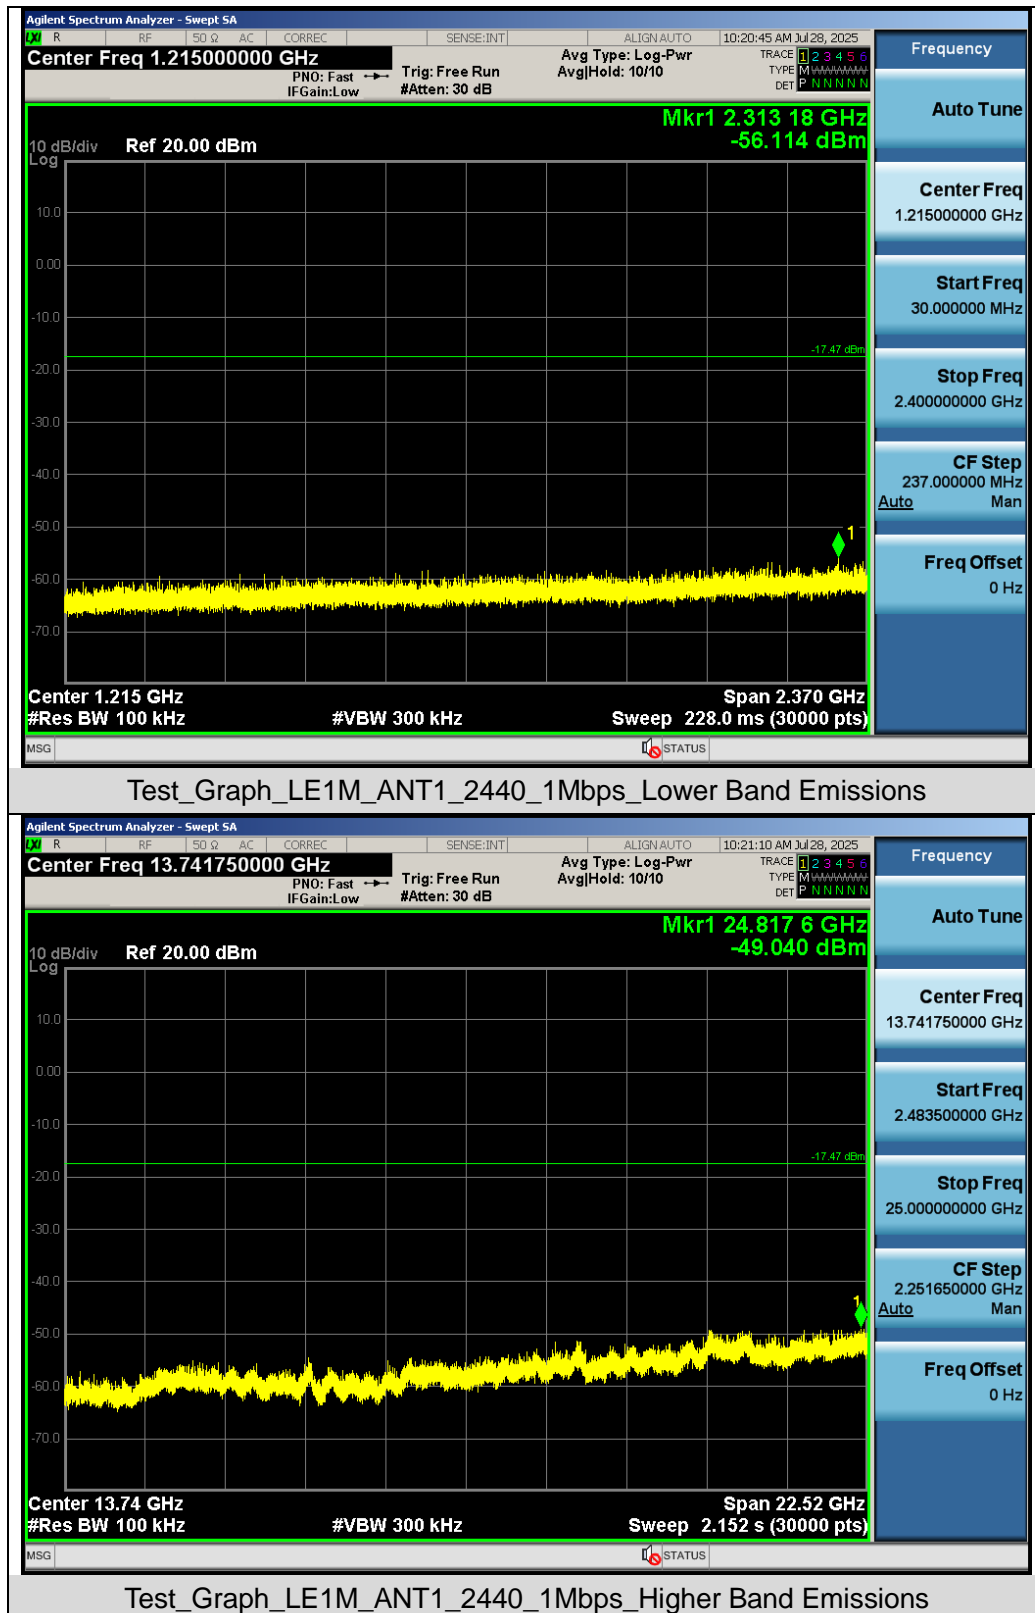 Agilent Spectrum Analyzer - Swept SA
LXI R RF 50 Ω AC CORREC SENSE:INT ALIGN AUTO 10:20:45 AM Jul 28, 2025
Center Freq 1.215000000 GHz
PNO: Fast
IFGain:Low
Trig: Free Run
#Atten: 30 dB
Avg Type: Log-Pwr
Avg|Hold: 10/10
TRACE 1 2 3 4 5 6
TYPE M
DET P N N N N N
Mkr1 2.313 18 GHz
-56.114 dBm
10 dB/div Ref 20.00 dBm
Log
10.0
0.00
-10.0
-17.47 dBm
-20.0
-30.0
-40.0
-50.0
1
-60.0
-70.0
Center 1.215 GHz Span 2.370 GHz
#Res BW 100 kHz #VBW 300 kHz Sweep 228.0 ms (30000 pts)
MSG STATUS
Frequency
Auto Tune
Center Freq
1.215000000 GHz
Start Freq
30.000000 MHz
Stop Freq
2.400000000 GHz
CF Step
237.000000 MHz
Auto Man
Freq Offset
0 Hz
Test_Graph_LE1M_ANT1_2440_1Mbps_Lower Band Emissions
Agilent Spectrum Analyzer - Swept SA
LXI R RF 50 Ω AC CORREC SENSE:INT ALIGN AUTO 10:21:10 AM Jul 28, 2025
Center Freq 13.741750000 GHz
PNO: Fast
IFGain:Low
Trig: Free Run
#Atten: 30 dB
Avg Type: Log-Pwr
Avg|Hold: 10/10
TRACE 1 2 3 4 5 6
TYPE M
DET P N N N N N
Mkr1 24.817 6 GHz
-49.040 dBm
10 dB/div Ref 20.00 dBm
Log
10.0
0.00
-10.0
-17.47 dBm
-20.0
-30.0
-40.0
1
-50.0
-60.0
-70.0
Center 13.74 GHz Span 22.52 GHz
#Res BW 100 kHz #VBW 300 kHz Sweep 2.152 s (30000 pts)
MSG STATUS
Frequency
Auto Tune
Center Freq
13.741750000 GHz
Start Freq
2.483500000 GHz
Stop Freq
25.000000000 GHz
CF Step
2.251650000 GHz
Auto Man
Freq Offset
0 Hz
Test_Graph_LE1M_ANT1_2440_1Mbps_Higher Band Emissions